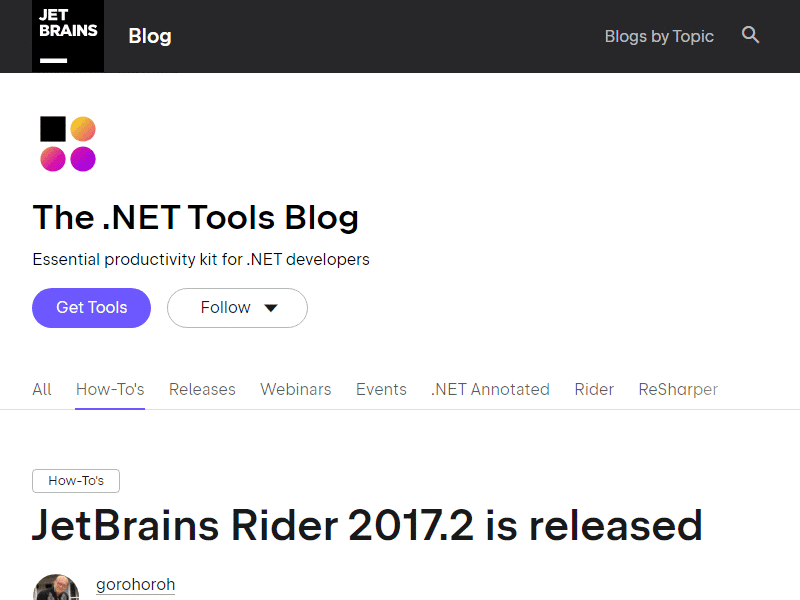 JET
BRAINS
Blog
Blogs by Topic
The .NET Tools Blog
Essential productivity kit for .NET developers
Get Tools
Follow
All How-To's Releases Webinars Events .NET Annotated Rider ReSharper
How-To's
JetBrains Rider 2017.2 is released
gorohoroh